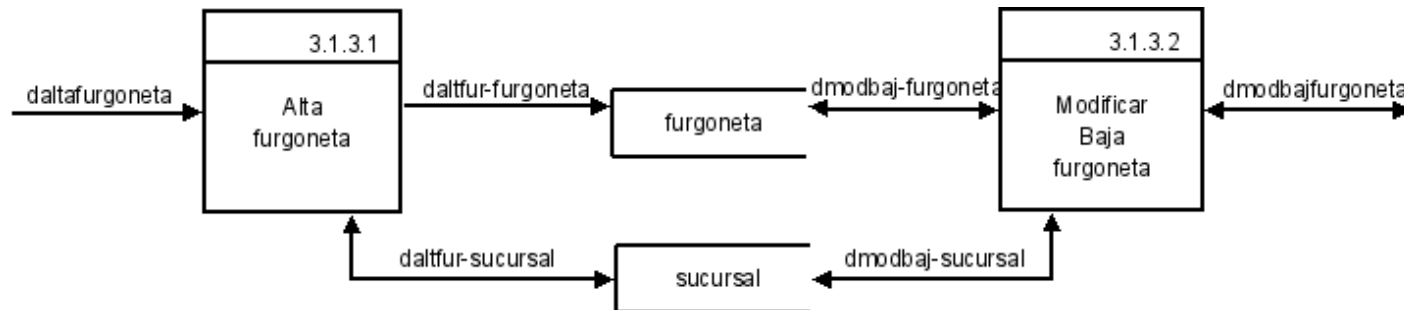 3.1.3.1
3.1.3.2
daltafurgoneta
Alta
furgoneta
daltfur-furgoneta
furgoneta
dmodbaj-furgoneta
Modificar
Baja
furgoneta
dmodbajfurgoneta
daltfur-sucursal
sucursal
dmodbaj-sucursal